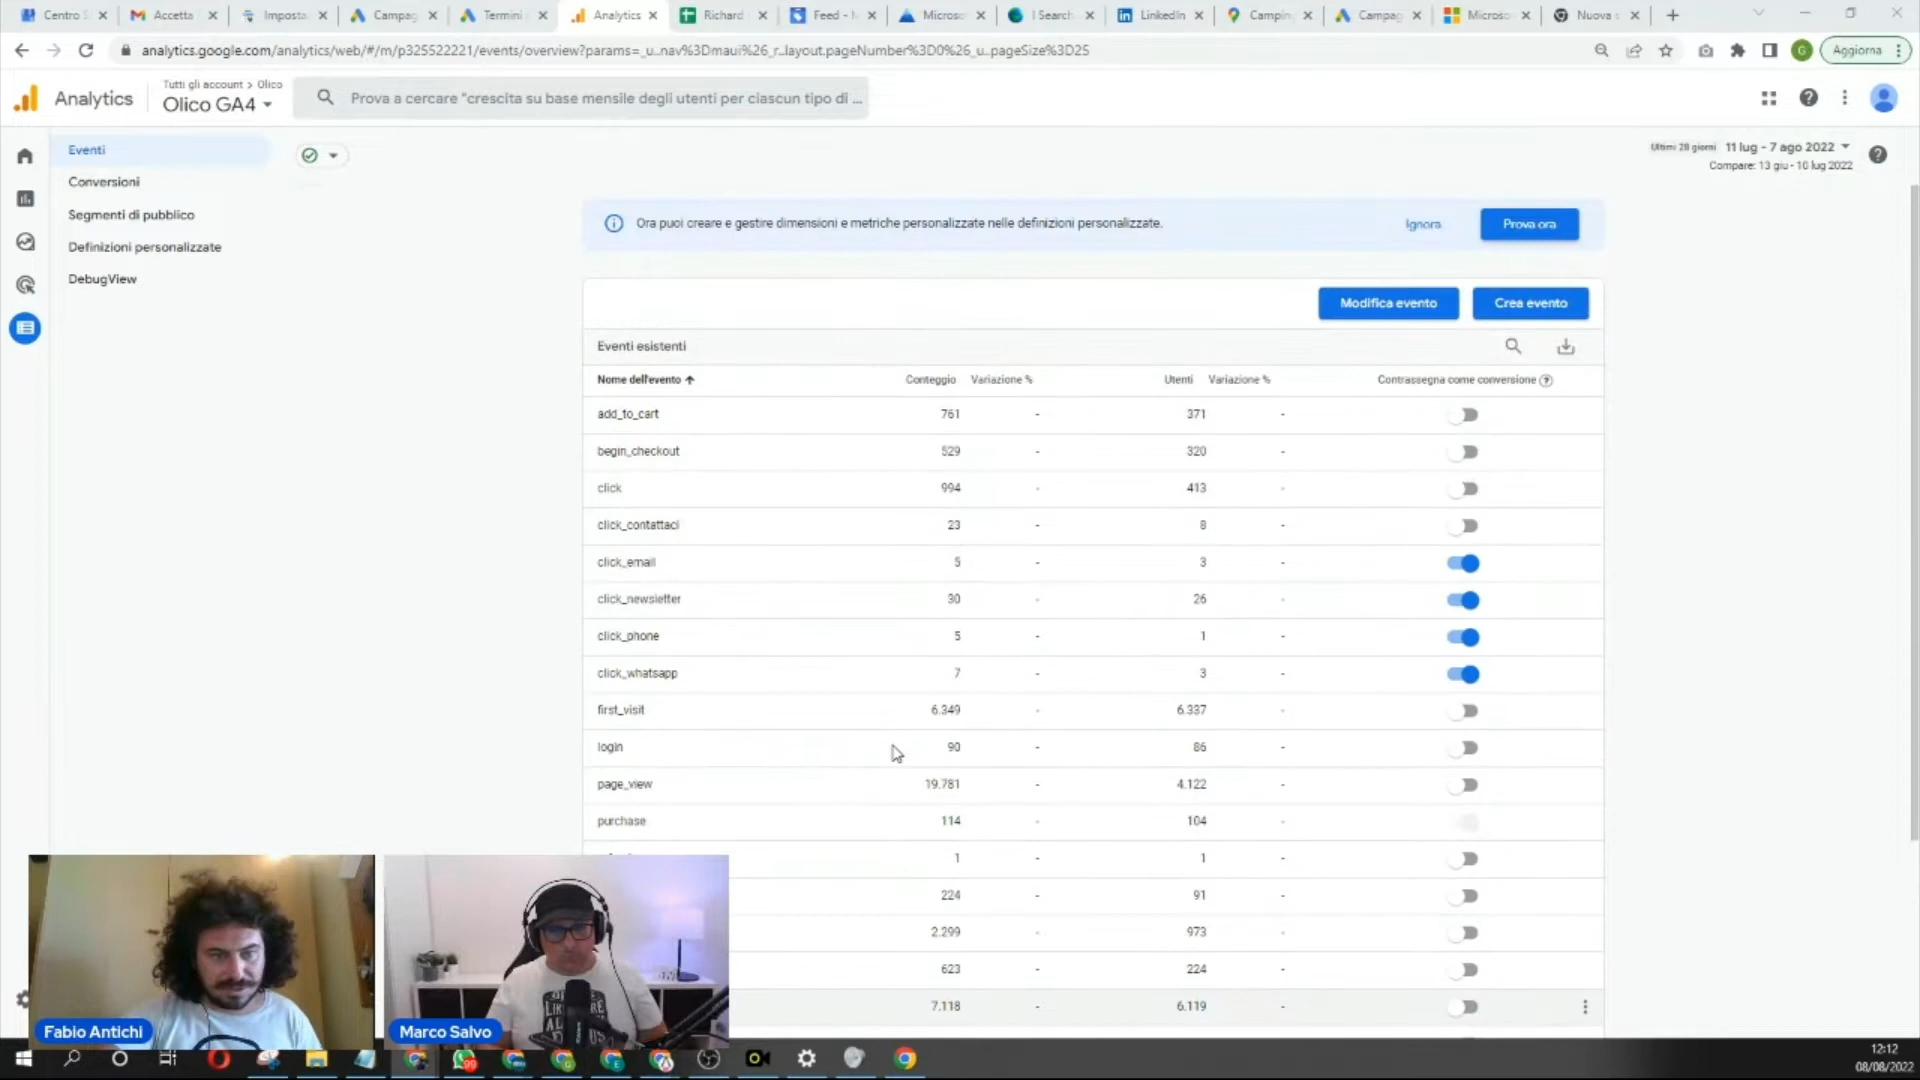 Centro S
Accetta
Imposta
Campag
Termini
Analytics
Richard
Feed - N
Microso
I Search
LinkedIn
Campin
Campag
Microso
Nuova s
analytics.google.com/analytics/web/#/m/p325522221/events/overview?params=_u..nav%3Dmaui%26_r..layout.pageNumber%3D0%26_u..pageSize%3D25
G
Aggiorna
Analytics
Tutti gli account > Olico
Olico GA4
Prova a cercare "crescita su base mensile degli utenti per ciascun tipo di ...
Eventi
Conversioni
Segmenti di pubblico
Definizioni personalizzate
DebugView
Ultimi 28 giorni 11 lug - 7 ago 2022
Compare: 13 giu - 10 lug 2022
Ora puoi creare e gestire dimensioni e metriche personalizzate nelle definizioni personalizzate.
Ignora
Prova ora
Modifica evento
Crea evento
Eventi esistenti
Nome dell'evento Conteggio Variazione % Utenti Variazione % Contrassegna come conversione
add_to_cart 761 - 371 -
begin_checkout 529 - 320 -
click 994 - 413 -
click_contattaci 23 - 8 -
click_email 5 - 3 -
click_newsletter 30 - 26 -
click_phone 5 - 1 -
click_whatsapp 7 - 3 -
first_visit 6.349 - 6.337 -
login 90 - 86 -
page_view 19.781 - 4.122 -
purchase 114 - 104 -
1 - 1 -
224 - 91 -
2.299 - 973 -
623 - 224 -
7.118 - 6.119 -
Fabio Antichi
Marco Salvo
12:12
08/08/2022